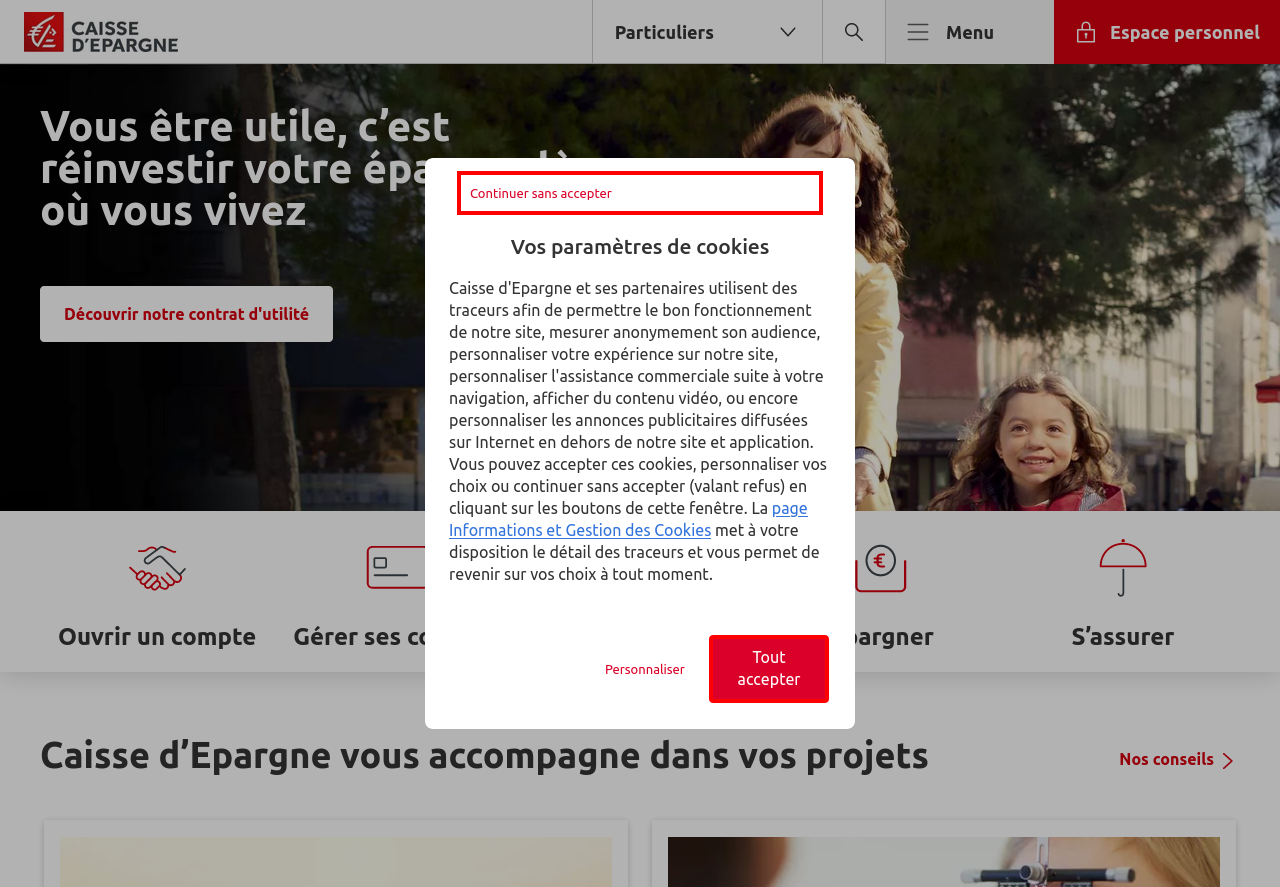 CAISSE
D'EPARGNE
Particuliers
Menu
Espace personnel
Vous être utile, c’est
réinvestir votre
où vous vivez
Découvrir notre contrat d'utilité
Continuer sans accepter
Vos paramètres de cookies
Caisse d'Epargne et ses partenaires utilisent des
traceurs afin de permettre le bon fonctionnement
de notre site, mesurer anonymement son audience,
personnaliser votre expérience sur notre site,
personnaliser l'assistance commerciale suite à votre
navigation, afficher du contenu vidéo, ou encore
personnaliser les annonces publicitaires diffusées
sur Internet en dehors de notre site et application.
Vous pouvez accepter ces cookies, personnaliser vos
choix ou continuer sans accepter (valant refus) en
cliquant sur les boutons de cette fenêtre. La page
Informations et Gestion des Cookies met à votre
disposition le détail des traceurs et vous permet de
revenir sur vos choix à tout moment.
Personnaliser
Tout
accepter
Ouvrir un compte
Gérer ses
S’assurer
Caisse d’Epargne vous accompagne dans vos projets
Nos conseils